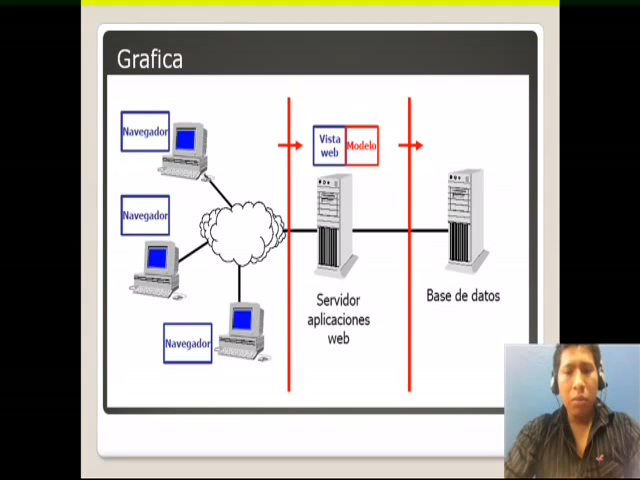 Grafica
Navegador
Vista
web
Modelo
Navegador
Navegador
Servidor
aplicaciones
web
Base de datos